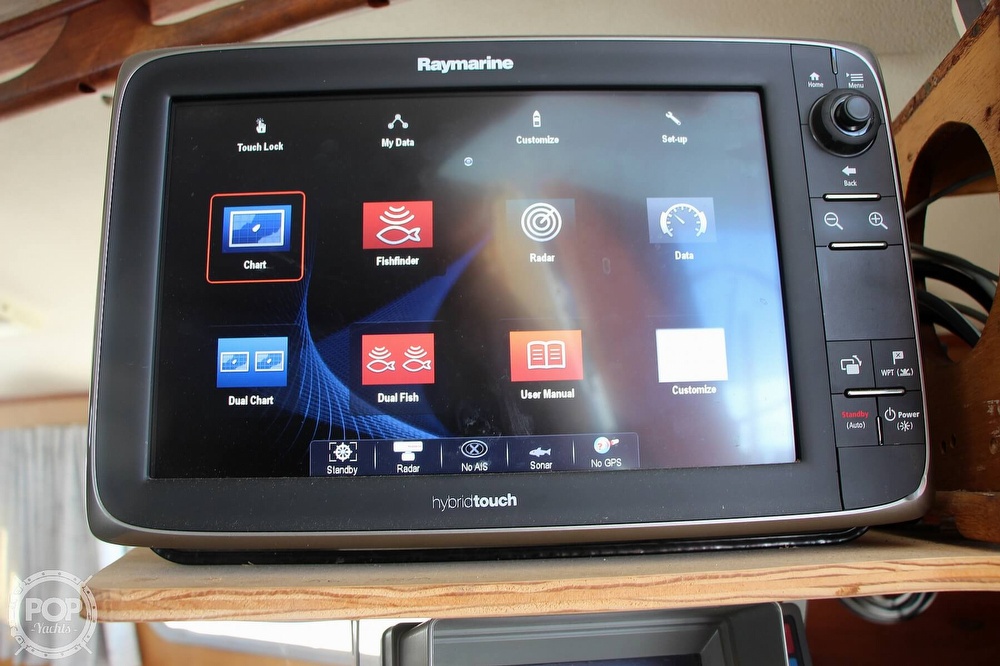 Raymarine
Home
Menu
Touch Lock
My Data
Customize
Set-up
Back
Chart
Fishfinder
Radar
Data
Dual Chart
Dual Fish
User Manual
Customize
WPT
Standby
(Auto)
Power
Standby
Radar
No AIS
Sonar
No GPS
hybridtouch
POP
Yachts